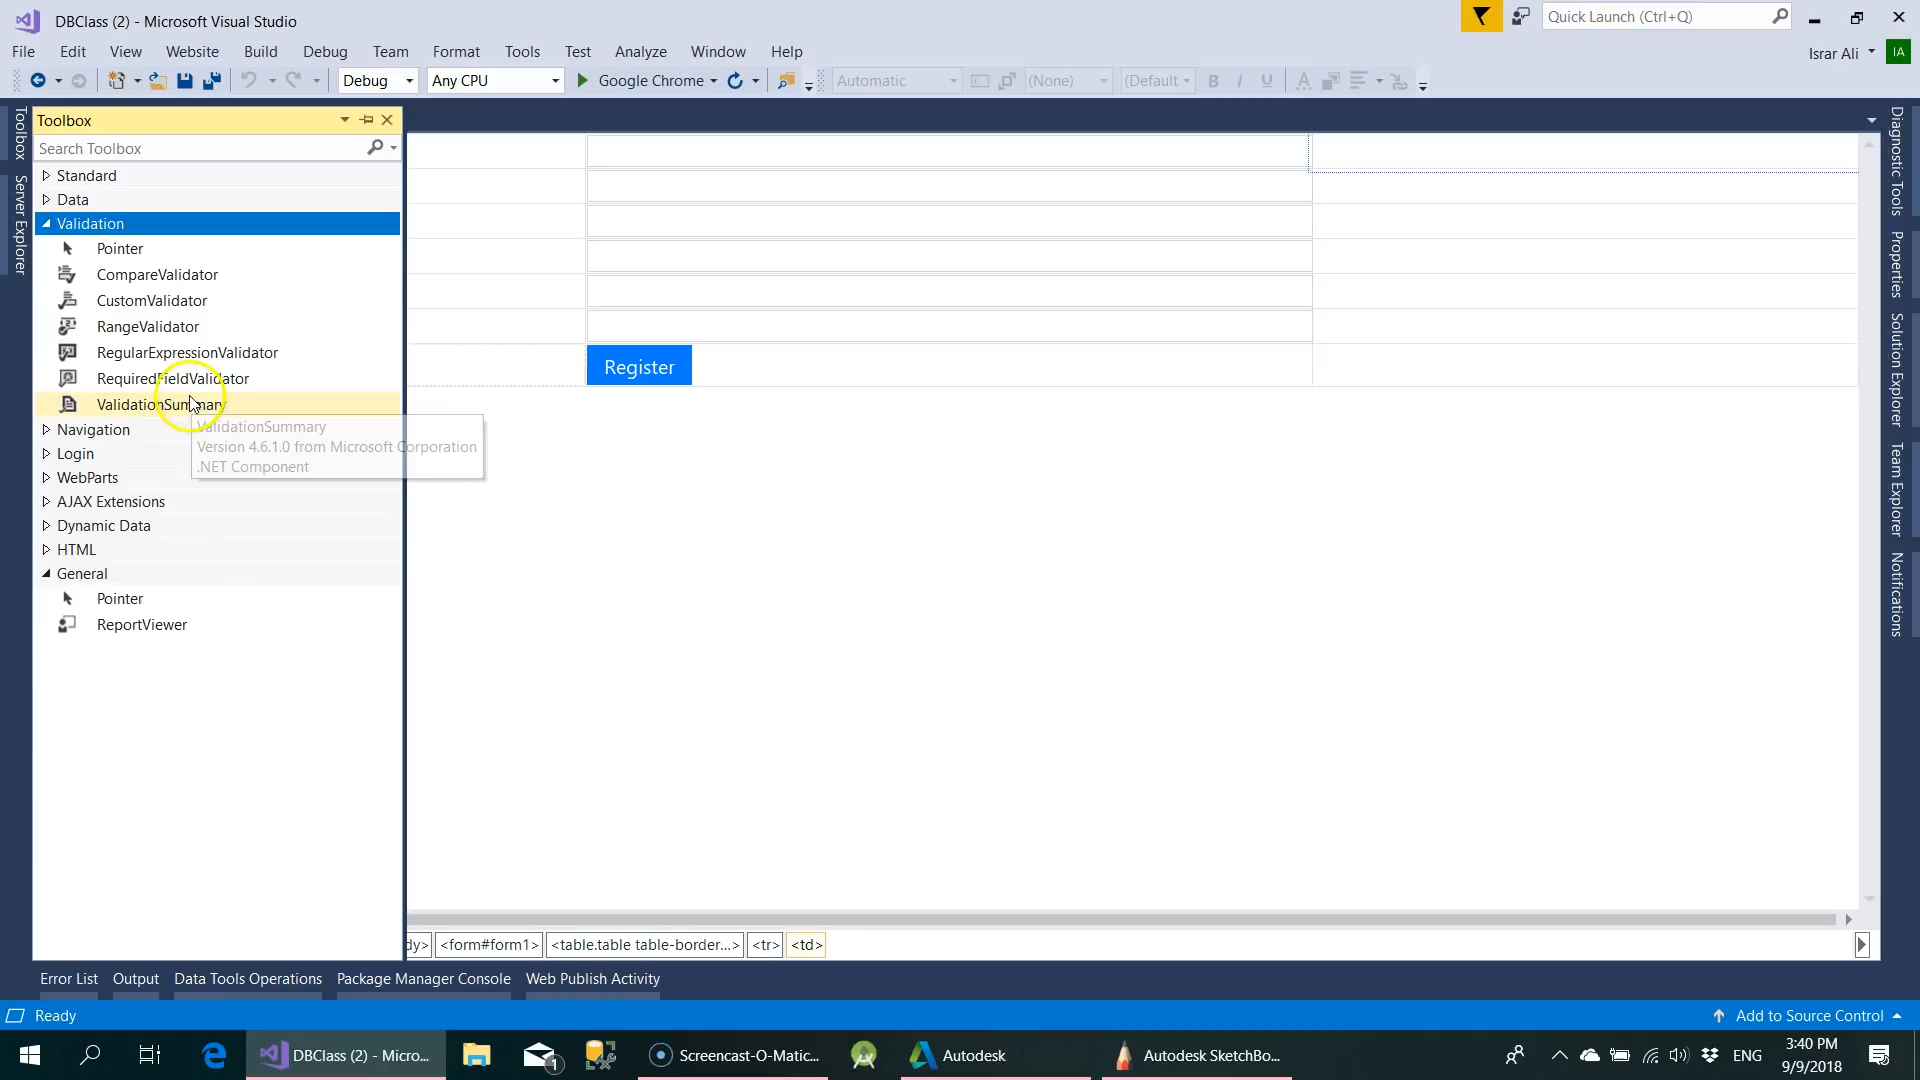 DBClass (2) - Microsoft Visual Studio
Quick Launch (Ctrl+Q)
File Edit View Website Build Debug Team Format Tools Test Analyze Window Help
Israr Ali IA
Debug Any CPU Google Chrome Automatic (None) (Default B I U A
Toolbox
Server Explorer
Toolbox
Search Toolbox
Standard
Data
Validation
Pointer
CompareValidator
CustomValidator
RangeValidator
RegularExpressionValidator
RequiredFieldValidator
ValidationSummary
Navigation
Login
WebParts
AJAX Extensions
Dynamic Data
HTML
General
Pointer
ReportViewer
ValidationSummary
Version 4.6.1.0 from Microsoft Corporation
.NET Component
Register
Diagnostic Tools
Properties
Solution Explorer
Team Explorer
Notifications
dy> <form#form1> <table.table table-border...> <tr> <td>
Error List Output Data Tools Operations Package Manager Console Web Publish Activity
Ready
Add to Source Control
DBClass (2) - Micro...
1
Screencast-O-Matic...
Autodesk
Autodesk SketchBo...
ENG
3:40 PM
9/9/2018